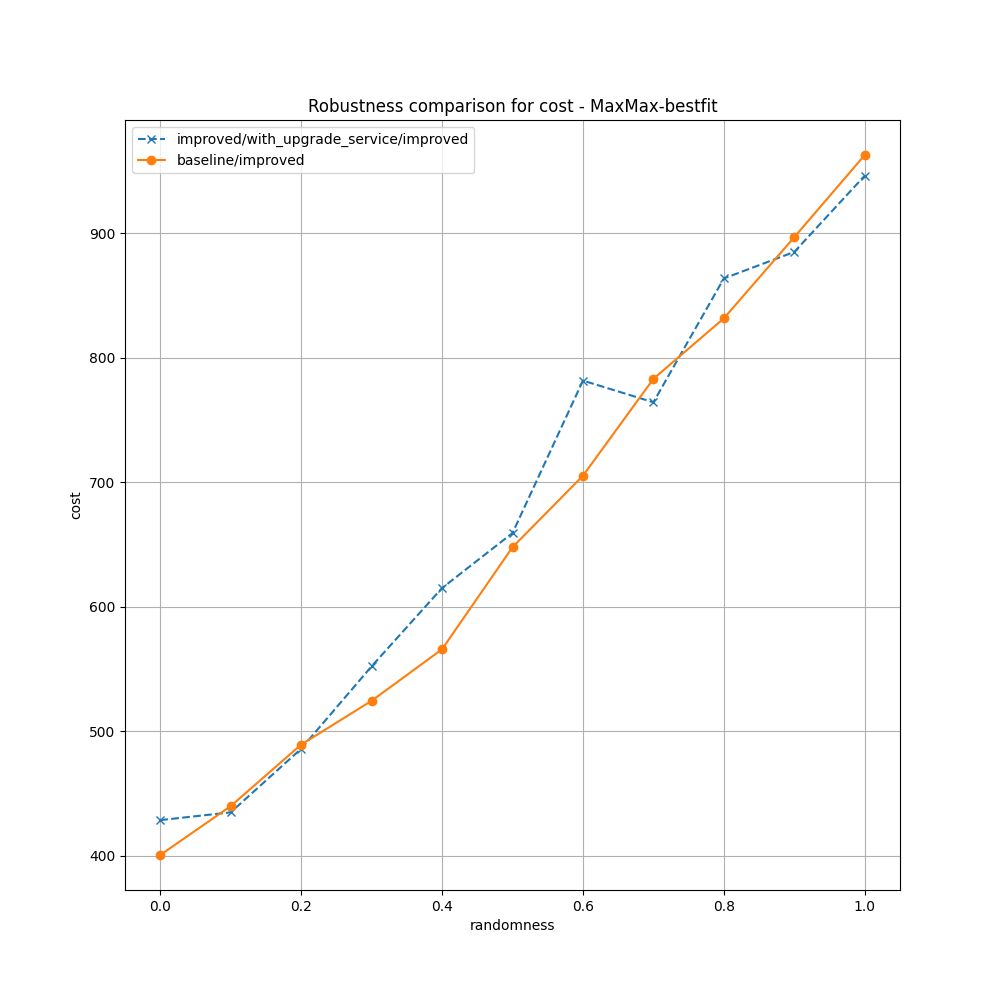 Robustness comparison for cost - MaxMax-bestfit
improved/with_upgrade_service/improved
baseline/improved
900
800
700
600
500
400
cost
0.0 0.2 0.4 0.6 0.8 1.0
randomness